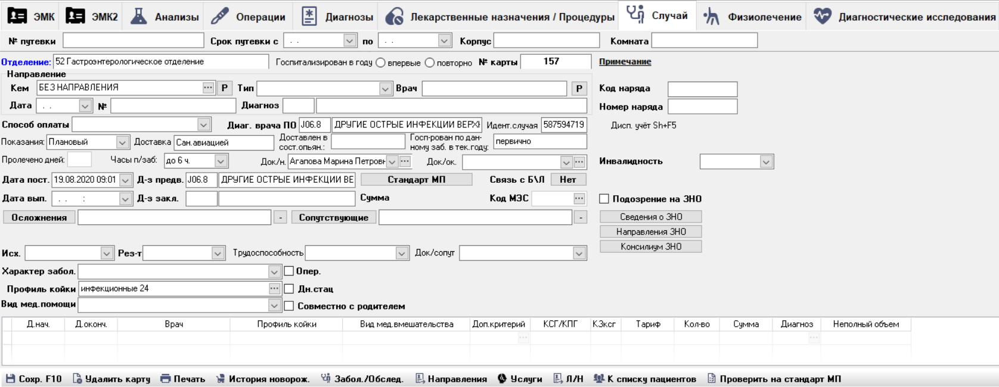 ЭМК ЭМК2 Анализы Операции Диагнозы Лекарственные назначения / Процедуры Случай Физиолечение Диагностические исследования
№ путевки Срок путевки с . . по . . Корпус Комната
Отделение: 52 Гастроэнтерологическое отделение Госпитализирован в году впервые повторно № карты 157 Примечание
Направление
Кем БЕЗ НАПРАВЛЕНИЯ ... Р Тип Врач Р Код наряда
Дата . . № Диагноз Номер наряда
Способ оплаты Диаг. врача ПО J06.8 ДРУГИЕ ОСТРЫЕ ИНФЕКЦИИ ВЕРХ Идент.случая 587594719 Дисп. учёт Sh+F5
Показания: Плановый Доставка Сан.авиацией Доставлен в сост.опьян.: Госп-рован по дан-ному заб. в тек.году: первично
Пролечено дней: Часы п/заб: до 6 ч. Док/н. Агапова Марина Петров ... Док/ок. ... Инвалидность
Дата пост. 19.08.2020 09:01 Д-з предв. J06.8 ДРУГИЕ ОСТРЫЕ ИНФЕКЦИИ ВЕ Стандарт МП Связь с Б\Л Нет
Дата вып. . . : Д-з закл. Сумма Код МЭС ... Подозрение на ЗНО
Осложнения - Сопутствующие - Сведения о ЗНО
Направления ЗНО
Консилиум ЗНО
Исх. Рез-т Трудоспособность Док/сопут
Характер забол. Опер.
Профиль койки инфекционные 24 ... Дн.стац
Вид мед.помощи Совместно с родителем
Д.нач. Д.оконч. Врач Профиль койки Вид мед.вмешательства Доп.критерий КСГ/КПГ КЗксг Тариф Кол-во Сумма Диагноз Неполный объем
... ...
Сохр. F10 Удалить карту Печать История новорож. Забол./Обслед. Направления Услуги Л/Н К списку пациентов Проверить на стандарт МП